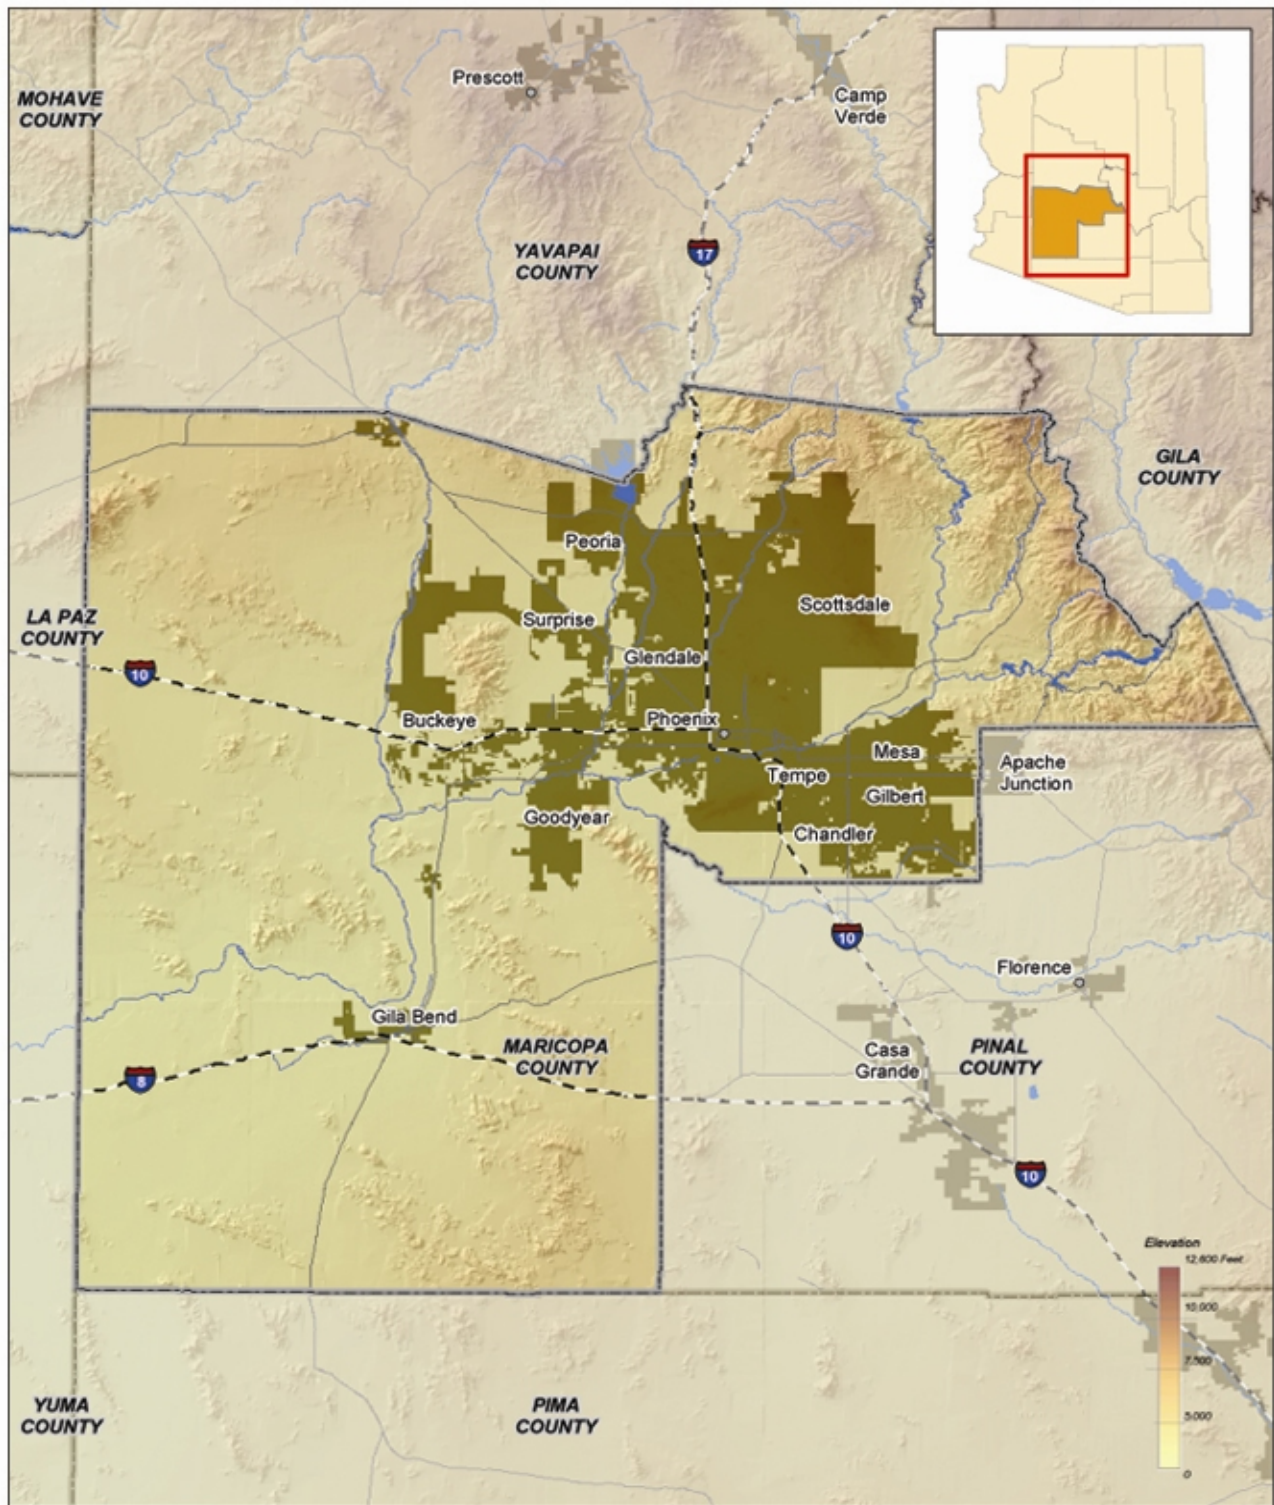 Prescott
MOHAVE
COUNTY
Camp
Verde
YAVAPAI
COUNTY
17
GILA
COUNTY
Peoria
Scottsdale
LA PAZ
COUNTY
Surprise
Glendale
10
Buckeye
Phoenix
Mesa
Apache
Junction
Tempe
Gilbert
Goodyear
Chandler
10
Florence
Gila Bend
MARICOPA
COUNTY
Casa
Grande
PINAL
COUNTY
8
10
Elevation
12,600 Feet
10,000
7,500
5,000
0
YUMA
COUNTY
PIMA
COUNTY